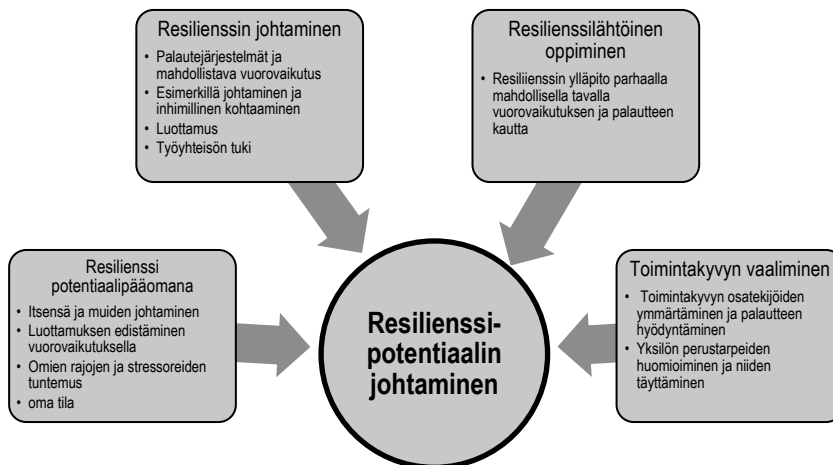 Resilienssin johtaminen
• Palautejärjestelmät ja
mahdollistava vuorovaikutus
• Esimerkillä johtaminen ja
inhimillinen kohtaaminen
• Luottamus
• Työyhteisön tuki
Resilienssilähtöinen
oppiminen
• Resiliienssin ylläpito parhaalla
mahdollisella tavalla
vuorovaikutuksen ja palautteen
kautta
Resilienssi
potentiaalipääomana
• Itsensä ja muiden johtaminen
• Luottamuksen edistäminen
vuorovaikutuksella
• Omien rajojen ja stressoreiden
tuntemus
• oma tila
Resilienssi-
potentiaalin
johtaminen
Toimintakyvyn vaaliminen
• Toimintakyvyn osatekijöiden
ymmärtäminen ja palautteen
hyödyntäminen
• Yksilön perustarpeiden
huomioiminen ja niiden
täyttäminen